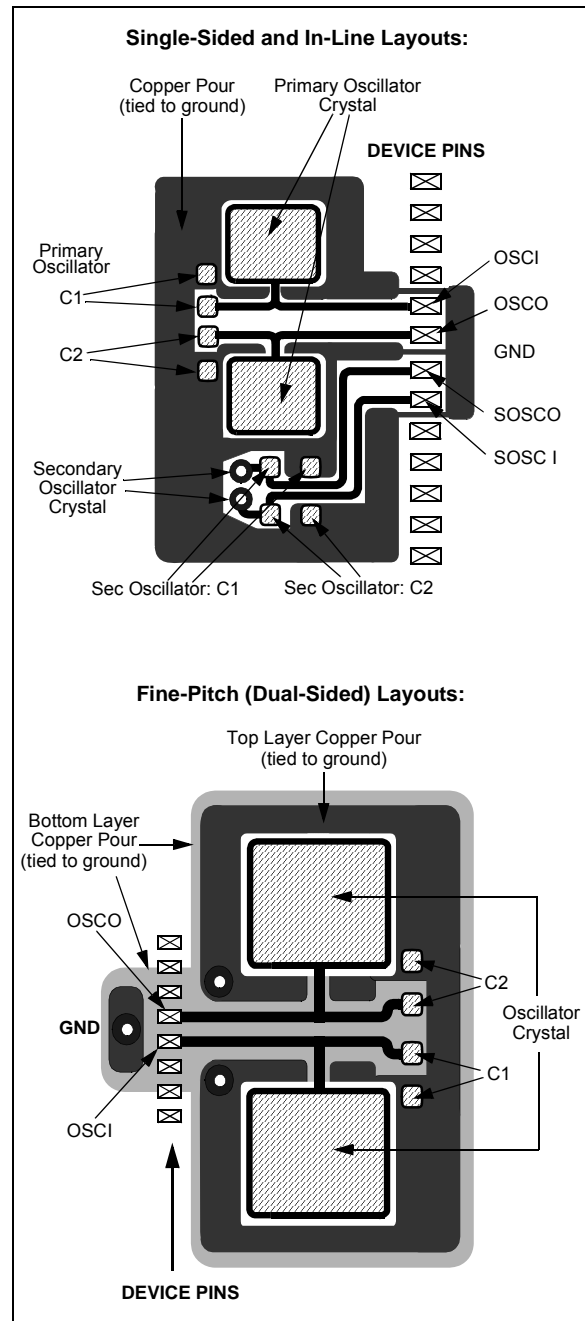 Single-Sided and In-Line Layouts:
Copper Pour
(tied to ground)
Primary Oscillator
Crystal
DEVICE PINS
Primary
Oscillator
C1
C2
OSCI
OSCO
GND
SOSCO
SOSC I
Secondary
Oscillator
Crystal
Sec Oscillator: C1
Sec Oscillator: C2
Fine-Pitch (Dual-Sided) Layouts:
Top Layer Copper Pour
(tied to ground)
Bottom Layer
Copper Pour
(tied to ground)
OSCO
GND
OSCI
C2
Oscillator
Crystal
C1
DEVICE PINS